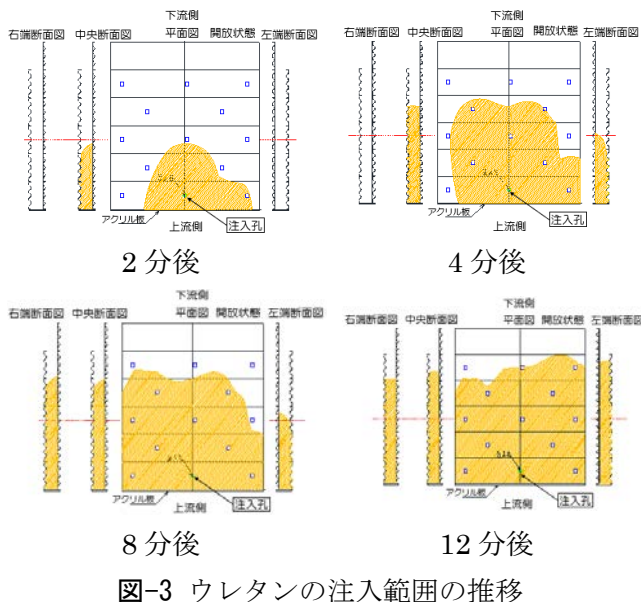 下流側
右端断面図 中央断面図 平面図 開放状態 左端断面図
アクリル板 注入孔
上流側
2 分後
下流側
右端断面図 中央断面図 平面図 開放状態 左端断面図
アクリル板 注入孔
上流側
4 分後
下流側
右端断面図 中央断面図 平面図 開放状態 左端断面図
アクリル板 注入孔
上流側
8 分後
下流側
右端断面図 中央断面図 平面図 開放状態 左端断面図
アクリル板 注入孔
上流側
12 分後
図-3 ウレタンの注入範囲の推移